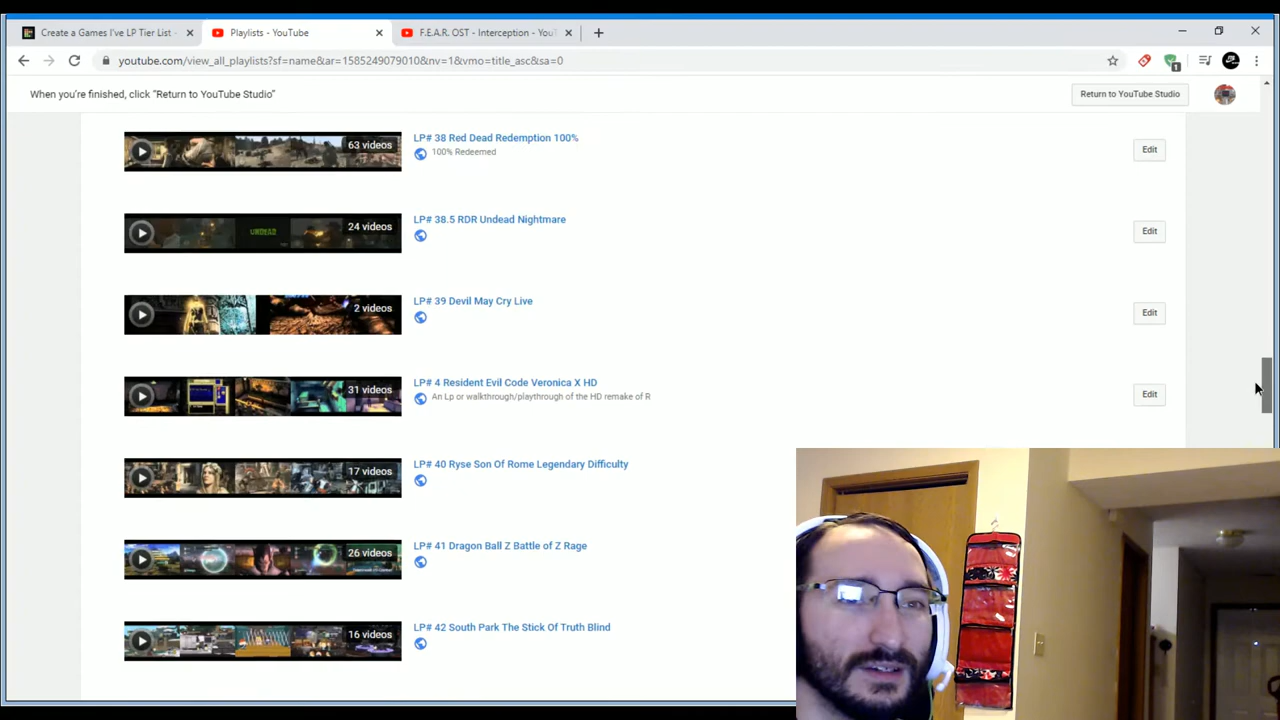 Create a Games I've LP Tier List -
Playlists - YouTube
F.E.A.R. OST - Interception - You
youtube.com/view_all_playlists?sf=name&ar=1585249079010&nv=1&vmo=title_asc&sa=0
1
When you're finished, click "Return to YouTube Studio"
Return to YouTube Studio
63 videos
LP# 38 Red Dead Redemption 100%
100% Redeemed
Edit
24 videos
UNDEAD
LP# 38.5 RDR Undead Nightmare
Edit
2 videos
LP# 39 Devil May Cry Live
Edit
31 videos
LP# 4 Resident Evil Code Veronica X HD
An Lp or walkthrough/playthrough of the HD remake of R
Edit
17 videos
LP# 40 Ryse Son Of Rome Legendary Difficulty
26 videos
LP# 41 Dragon Ball Z Battle of Z Rage
16 videos
LP# 42 South Park The Stick Of Truth Blind